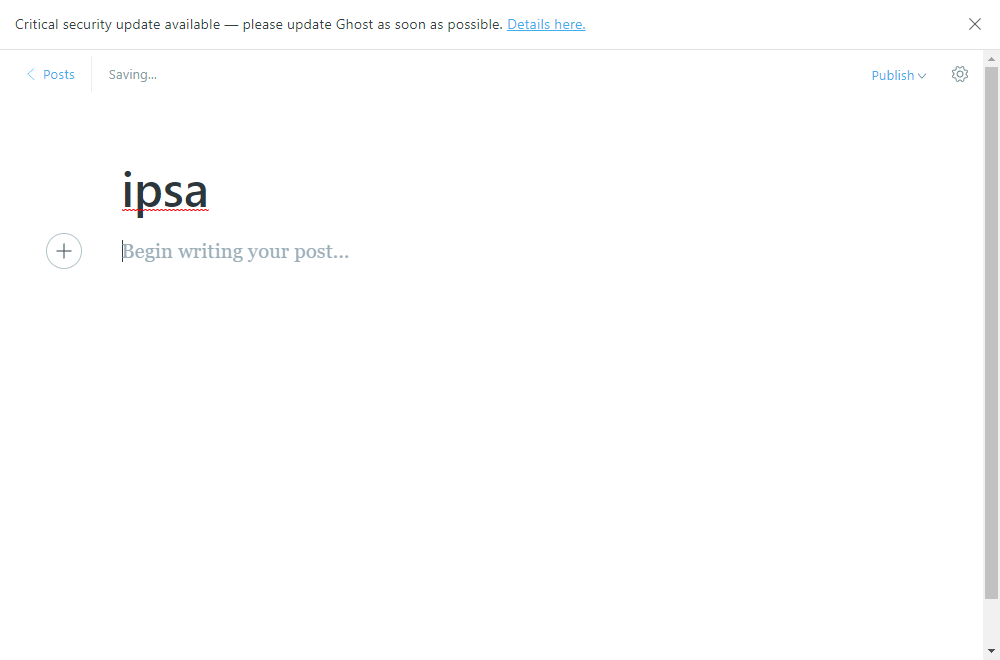 Critical security update available — please update Ghost as soon as possible. Details here.
Posts
Saving...
Publish
ipsa
Begin writing your post...